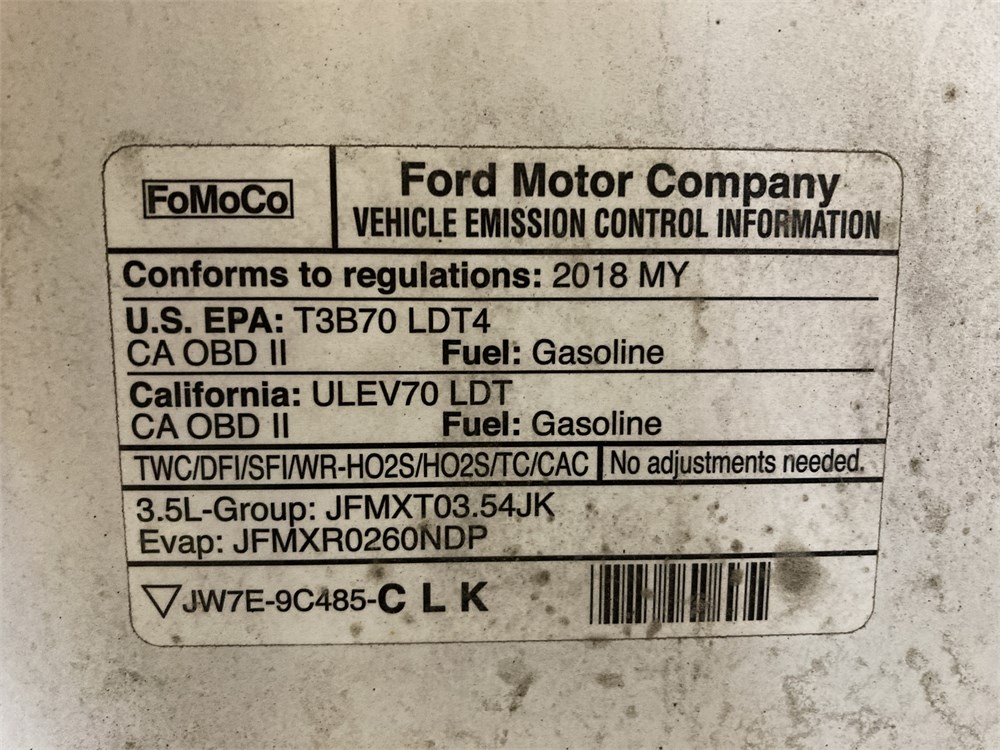 FoMoCo
Ford Motor Company
VEHICLE EMISSION CONTROL INFORMATION
Conforms to regulations: 2018 MY
U.S. EPA: T3B70 LDT4
CA OBD II Fuel: Gasoline
California: ULEV70 LDT
CA OBD II Fuel: Gasoline
TWC/DFI/SFI/WR-HO2S/HO2S/TC/CAC No adjustments needed.
3.5L-Group: JFMXT03.54JK
Evap: JFMXR0260NDP
▽JW7E-9C485-C L K